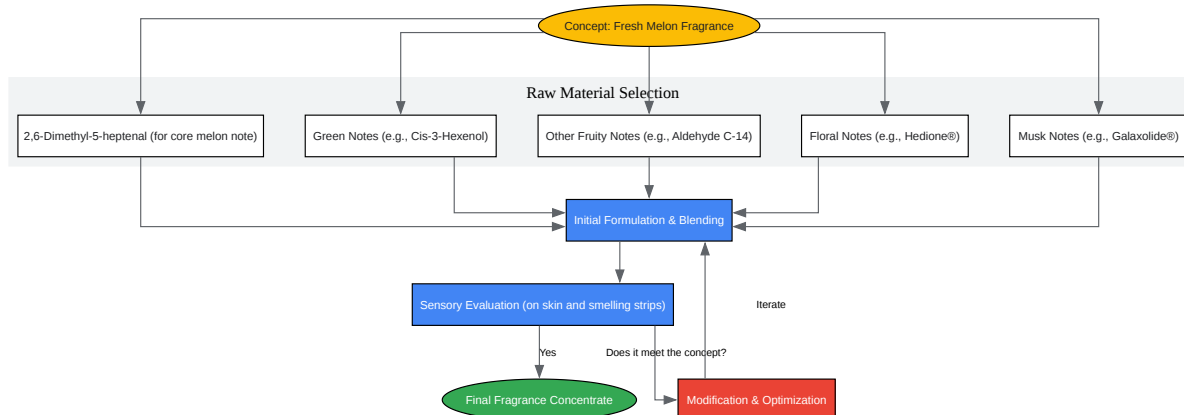 Concept: Fresh Melon Fragrance
Raw Material Selection
2,6-Dimethyl-5-heptenal (for core melon note)
Green Notes (e.g., Cis-3-Hexenol)
Other Fruity Notes (e.g., Aldehyde C-14)
Floral Notes (e.g., Hedione®)
Musk Notes (e.g., Galaxolide®)
Initial Formulation & Blending
Sensory Evaluation (on skin and smelling strips)
Iterate
Yes
Does it meet the concept?
Final Fragrance Concentrate
Modification & Optimization